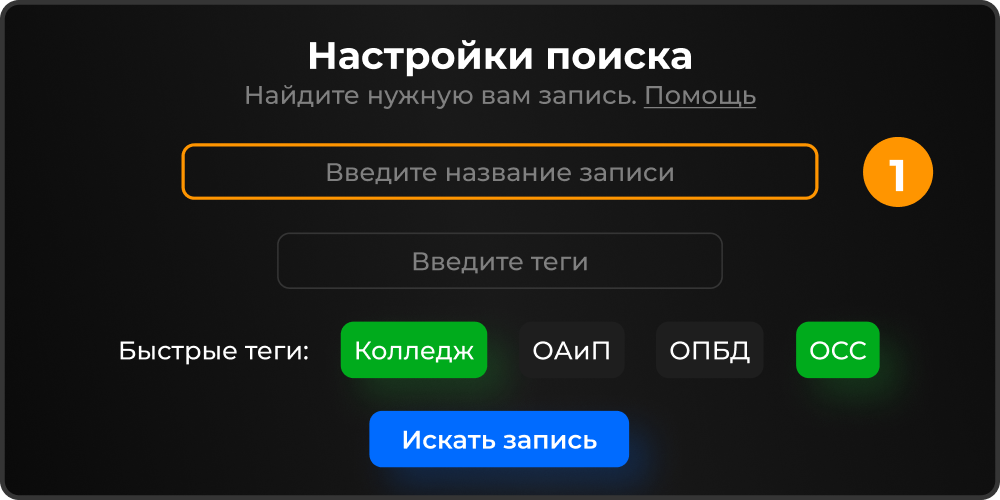 Настройки поиска
Найдите нужную вам запись. Помощь
Введите название записи
1
Введите теги
Быстрые теги: Колледж ОАиП ОПБД ОСС
Искать запись